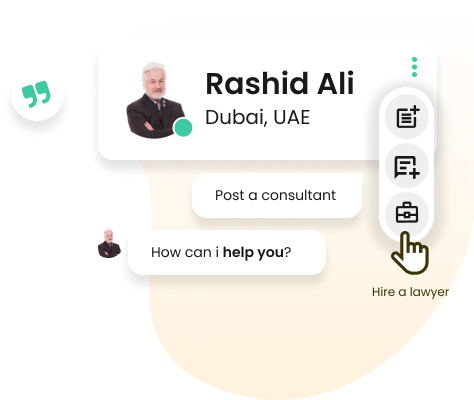 Rashid Ali
Dubai, UAE
Post a consultant
How can i help you?
Hire a lawyer